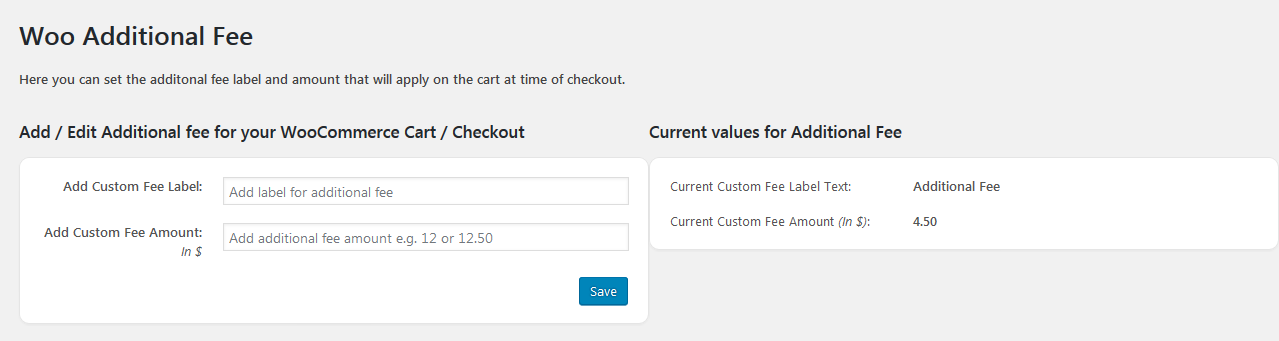 Woo Additional Fee
Here you can set the additonal fee label and amount that will apply on the cart at time of checkout.
Add / Edit Additional fee for your WooCommerce Cart / Checkout
Add Custom Fee Label:
Add label for additional fee
Add Custom Fee Amount:
In $
Add additional fee amount e.g. 12 or 12.50
Save
Current values for Additional Fee
Current Custom Fee Label Text: Additional Fee
Current Custom Fee Amount (In $): 4.50